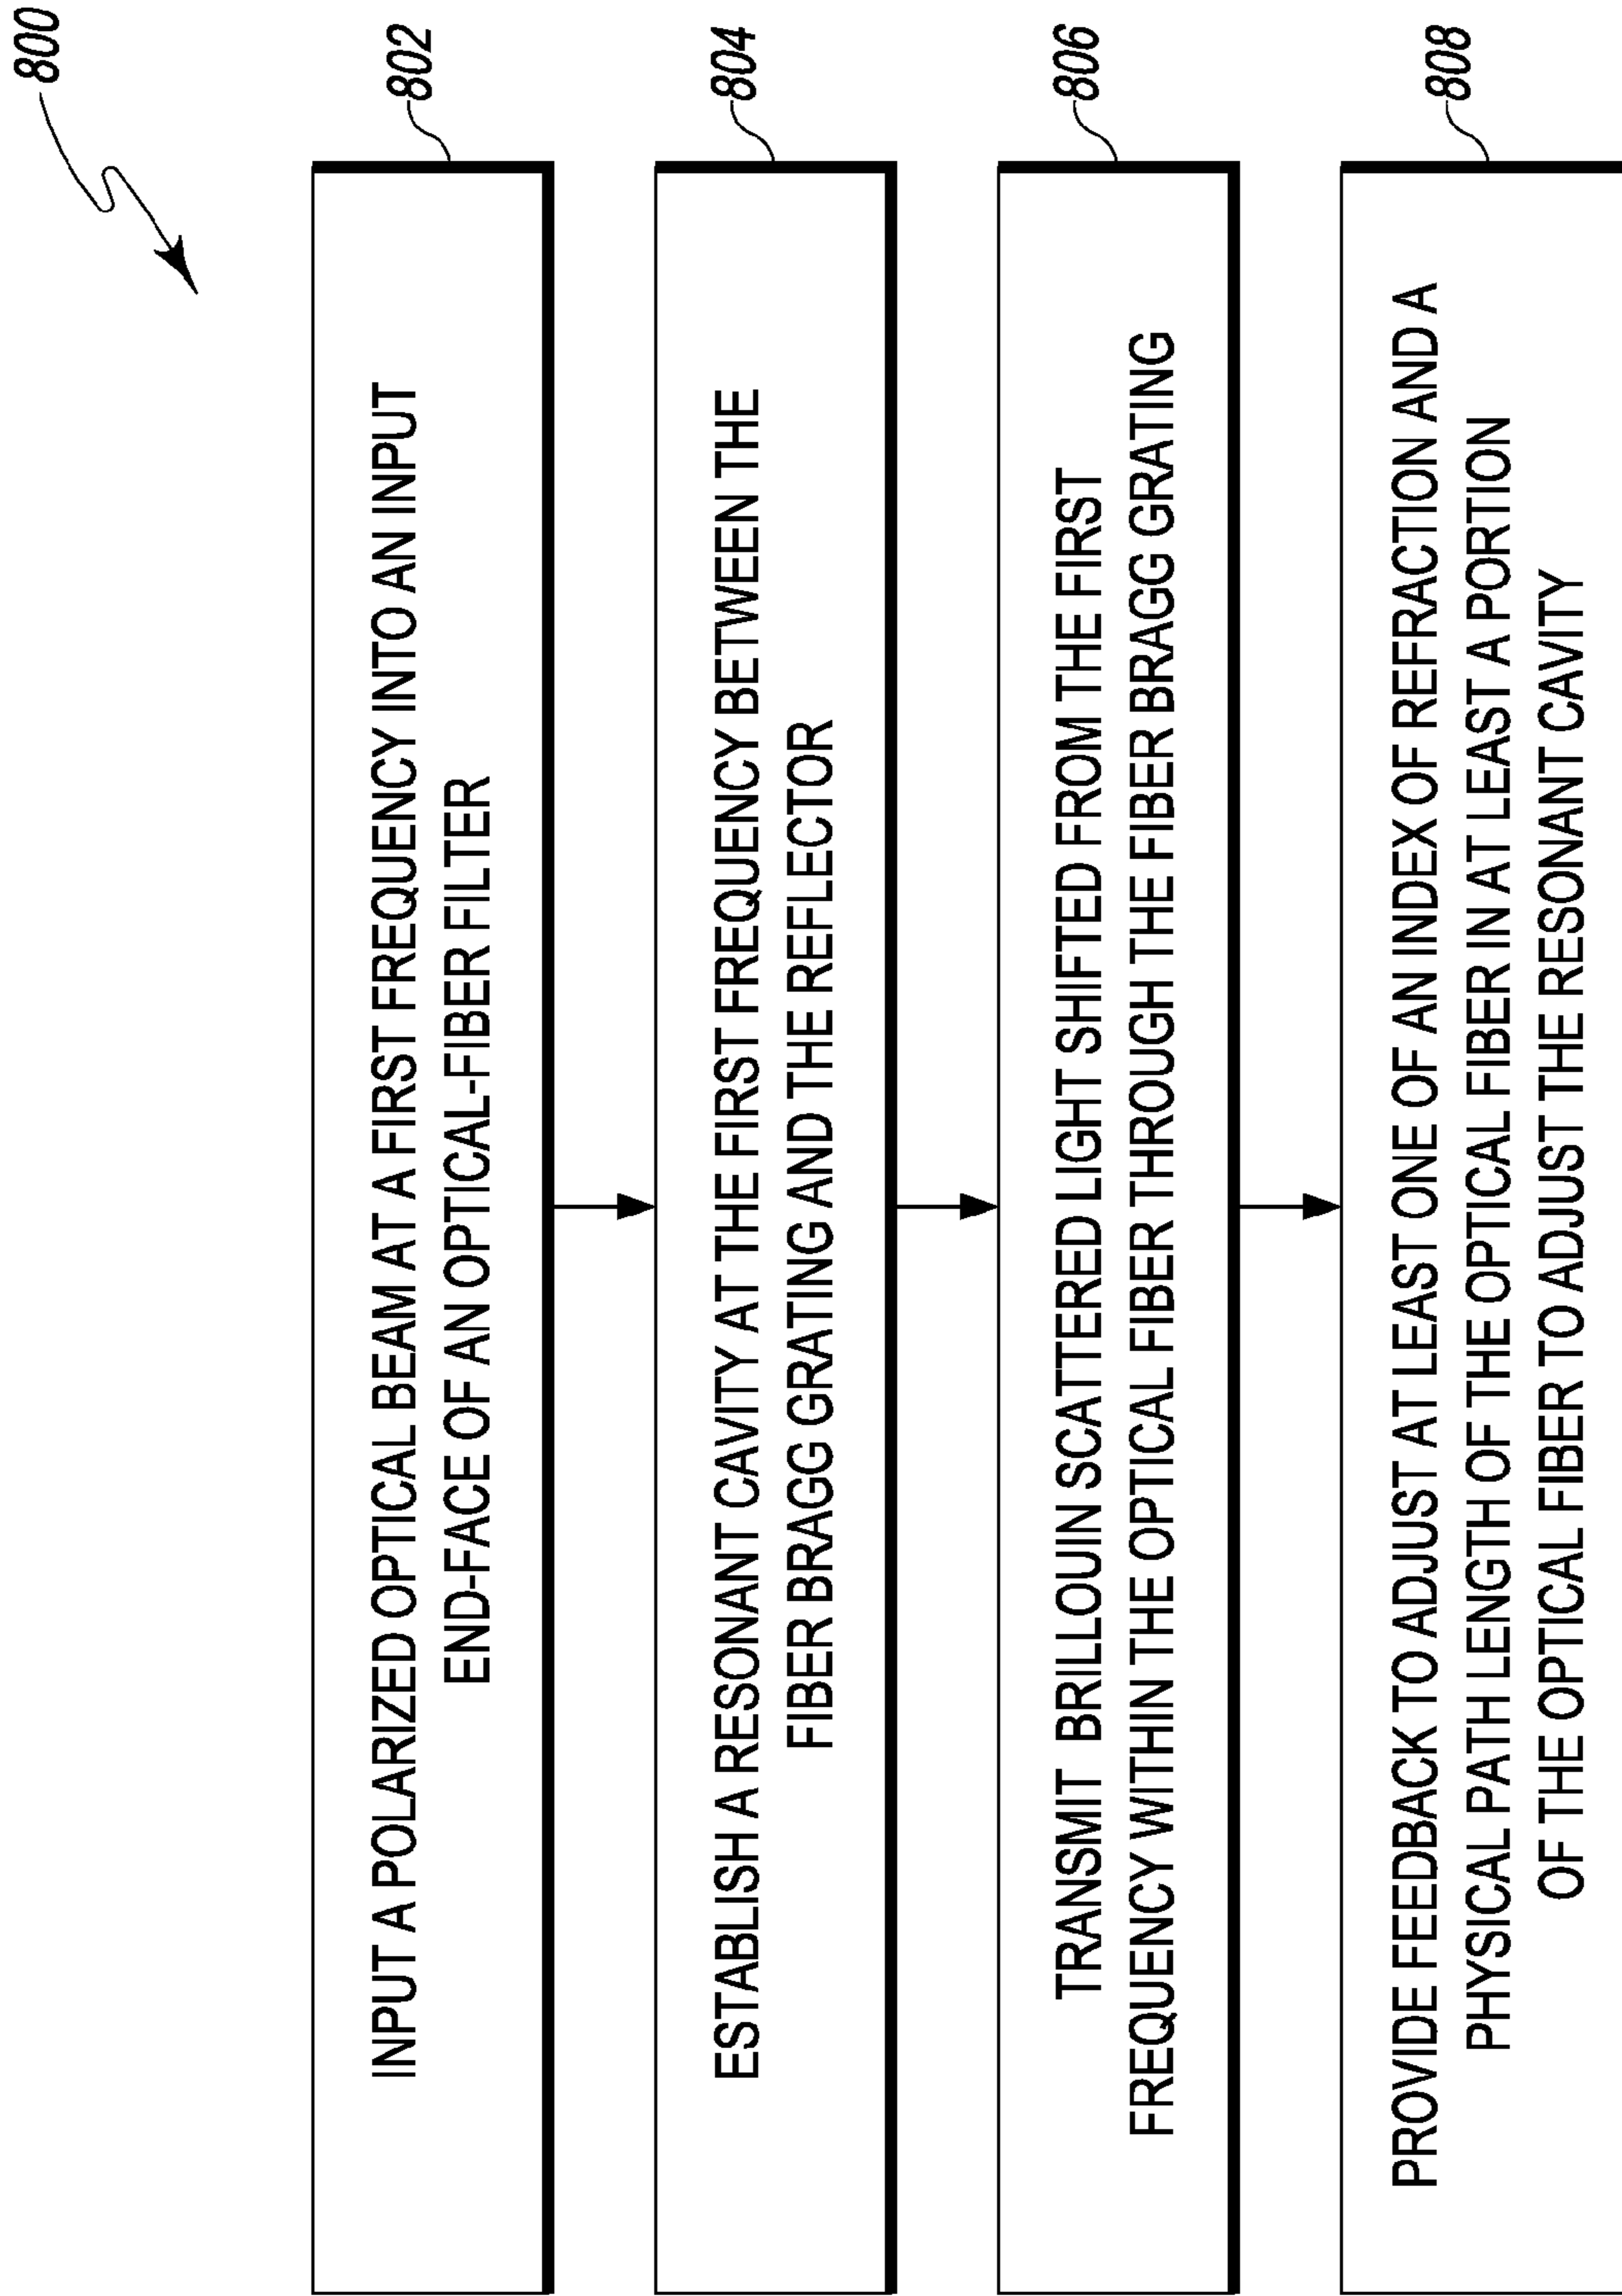 800
INPUT A POLARIZED OPTICAL BEAM AT A FIRST FREQUENCY INTO AN INPUT
END-FACE OF AN OPTICAL-FIBER FILTER
802
ESTABLISH A RESONANT CAVITY AT THE FIRST FREQUENCY BETWEEN THE
FIBER BRAGG GRATING AND THE REFLECTOR
804
TRANSMIT BRILLOUIN SCATTERED LIGHT SHIFTED FROM THE FIRST
FREQUENCY WITHIN THE OPTICAL FIBER THROUGH THE FIBER BRAGG GRATING
806
PROVIDE FEEDBACK TO ADJUST AT LEAST ONE OF AN INDEX OF REFRACTION AND A
PHYSICAL PATH LENGTH OF THE OPTICAL FIBER IN AT LEAST A PORTION
OF THE OPTICAL FIBER TO ADJUST THE RESONANT CAVITY
808